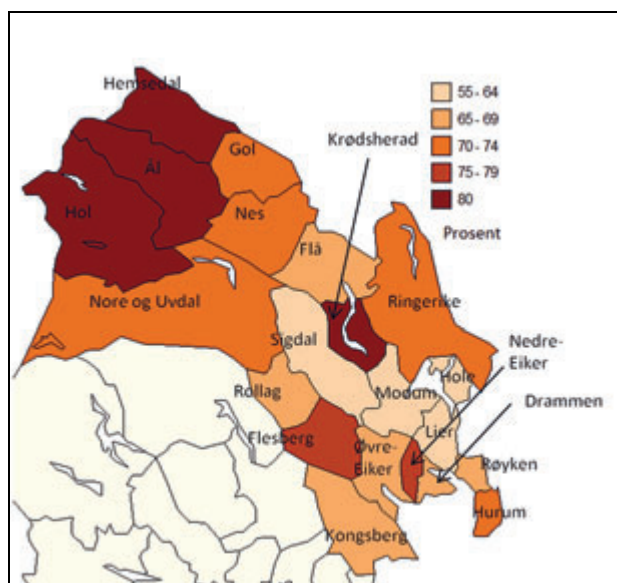 Hemsedal
55 - 64
65 - 69
70 - 74
75 - 79
80
Prosent
Krødsherad
Gol
Ål
Hol
Nes
Flå
Nore og Uvdal
Ringerike
Sigdal
Nedre-
Eiker
Hole
Rollag
Modum
Drammen
Flesberg
Øvre-
Eiker
Lier
Røyken
Hurum
Kongsberg